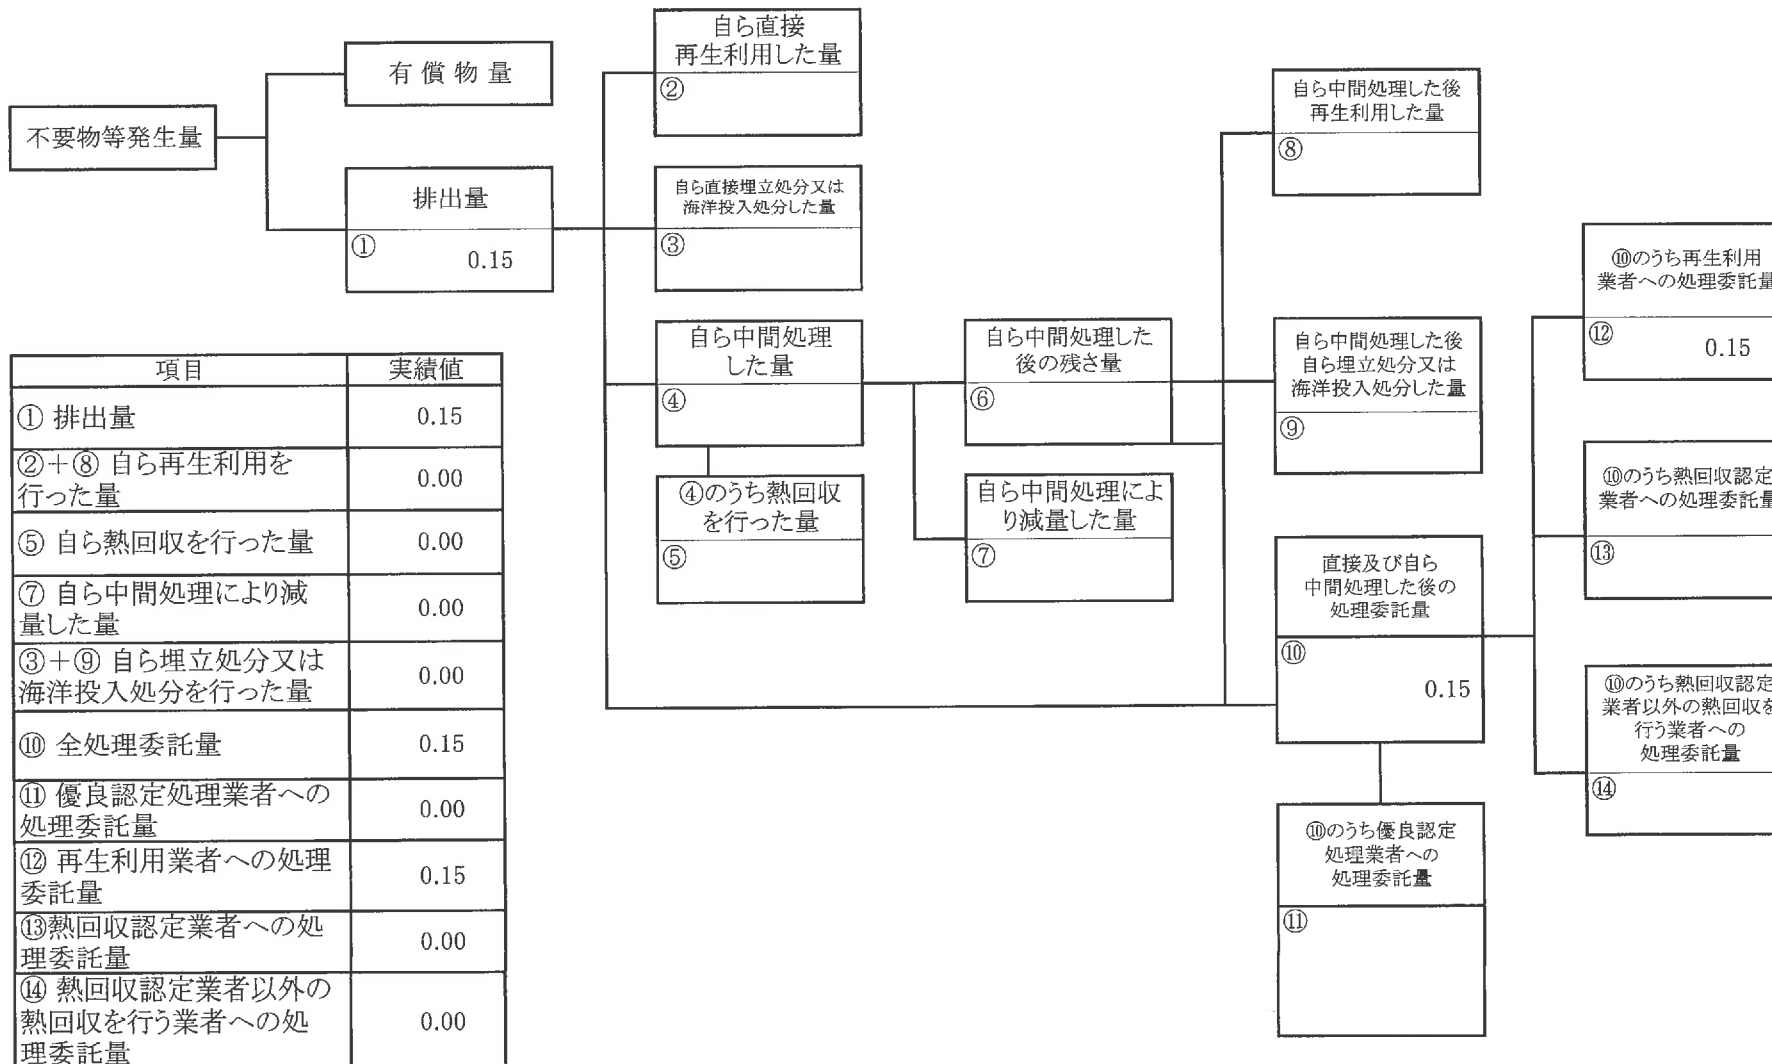 不要物等発生量
有償物量
排出量
①
0.15
自ら直接
再生利用した量
②
自ら直接埋立処分又は
海洋投入処分した量
③
自ら中間処理
した量
④
④のうち熱回収
を行った量
⑤
自ら中間処理した
後の残さ量
⑥
自ら中間処理によ
り減量した量
⑦
自ら中間処理した後
再生利用した量
⑧
自ら中間処理した後
自ら埋立処分又は
海洋投入処分した量
⑨
直接及び自ら
中間処理した後の
処理委託量
⑩
0.15
⑩のうち優良認定
処理業者への
処理委託量
⑪
⑩のうち再生利用
業者への処理委託量
⑫
0.15
⑩のうち熱回収認定
業者への処理委託量
⑬
⑩のうち熱回収認定
業者以外の熱回収を
行う業者への
処理委託量
⑭
項目 実績値
① 排出量 0.15
②+⑧ 自ら再生利用を
行った量 0.00
⑤ 自ら熱回収を行った量 0.00
⑦ 自ら中間処理により減
量した量 0.00
③+⑨ 自ら埋立処分又は
海洋投入処分を行った量 0.00
⑩ 全処理委託量 0.15
⑪ 優良認定処理業者への
処理委託量 0.00
⑫ 再生利用業者への処理
委託量 0.15
⑬熱回収認定業者への処
理委託量 0.00
⑭ 熱回収認定業者以外の
熱回収を行う業者への処
理委託量 0.00